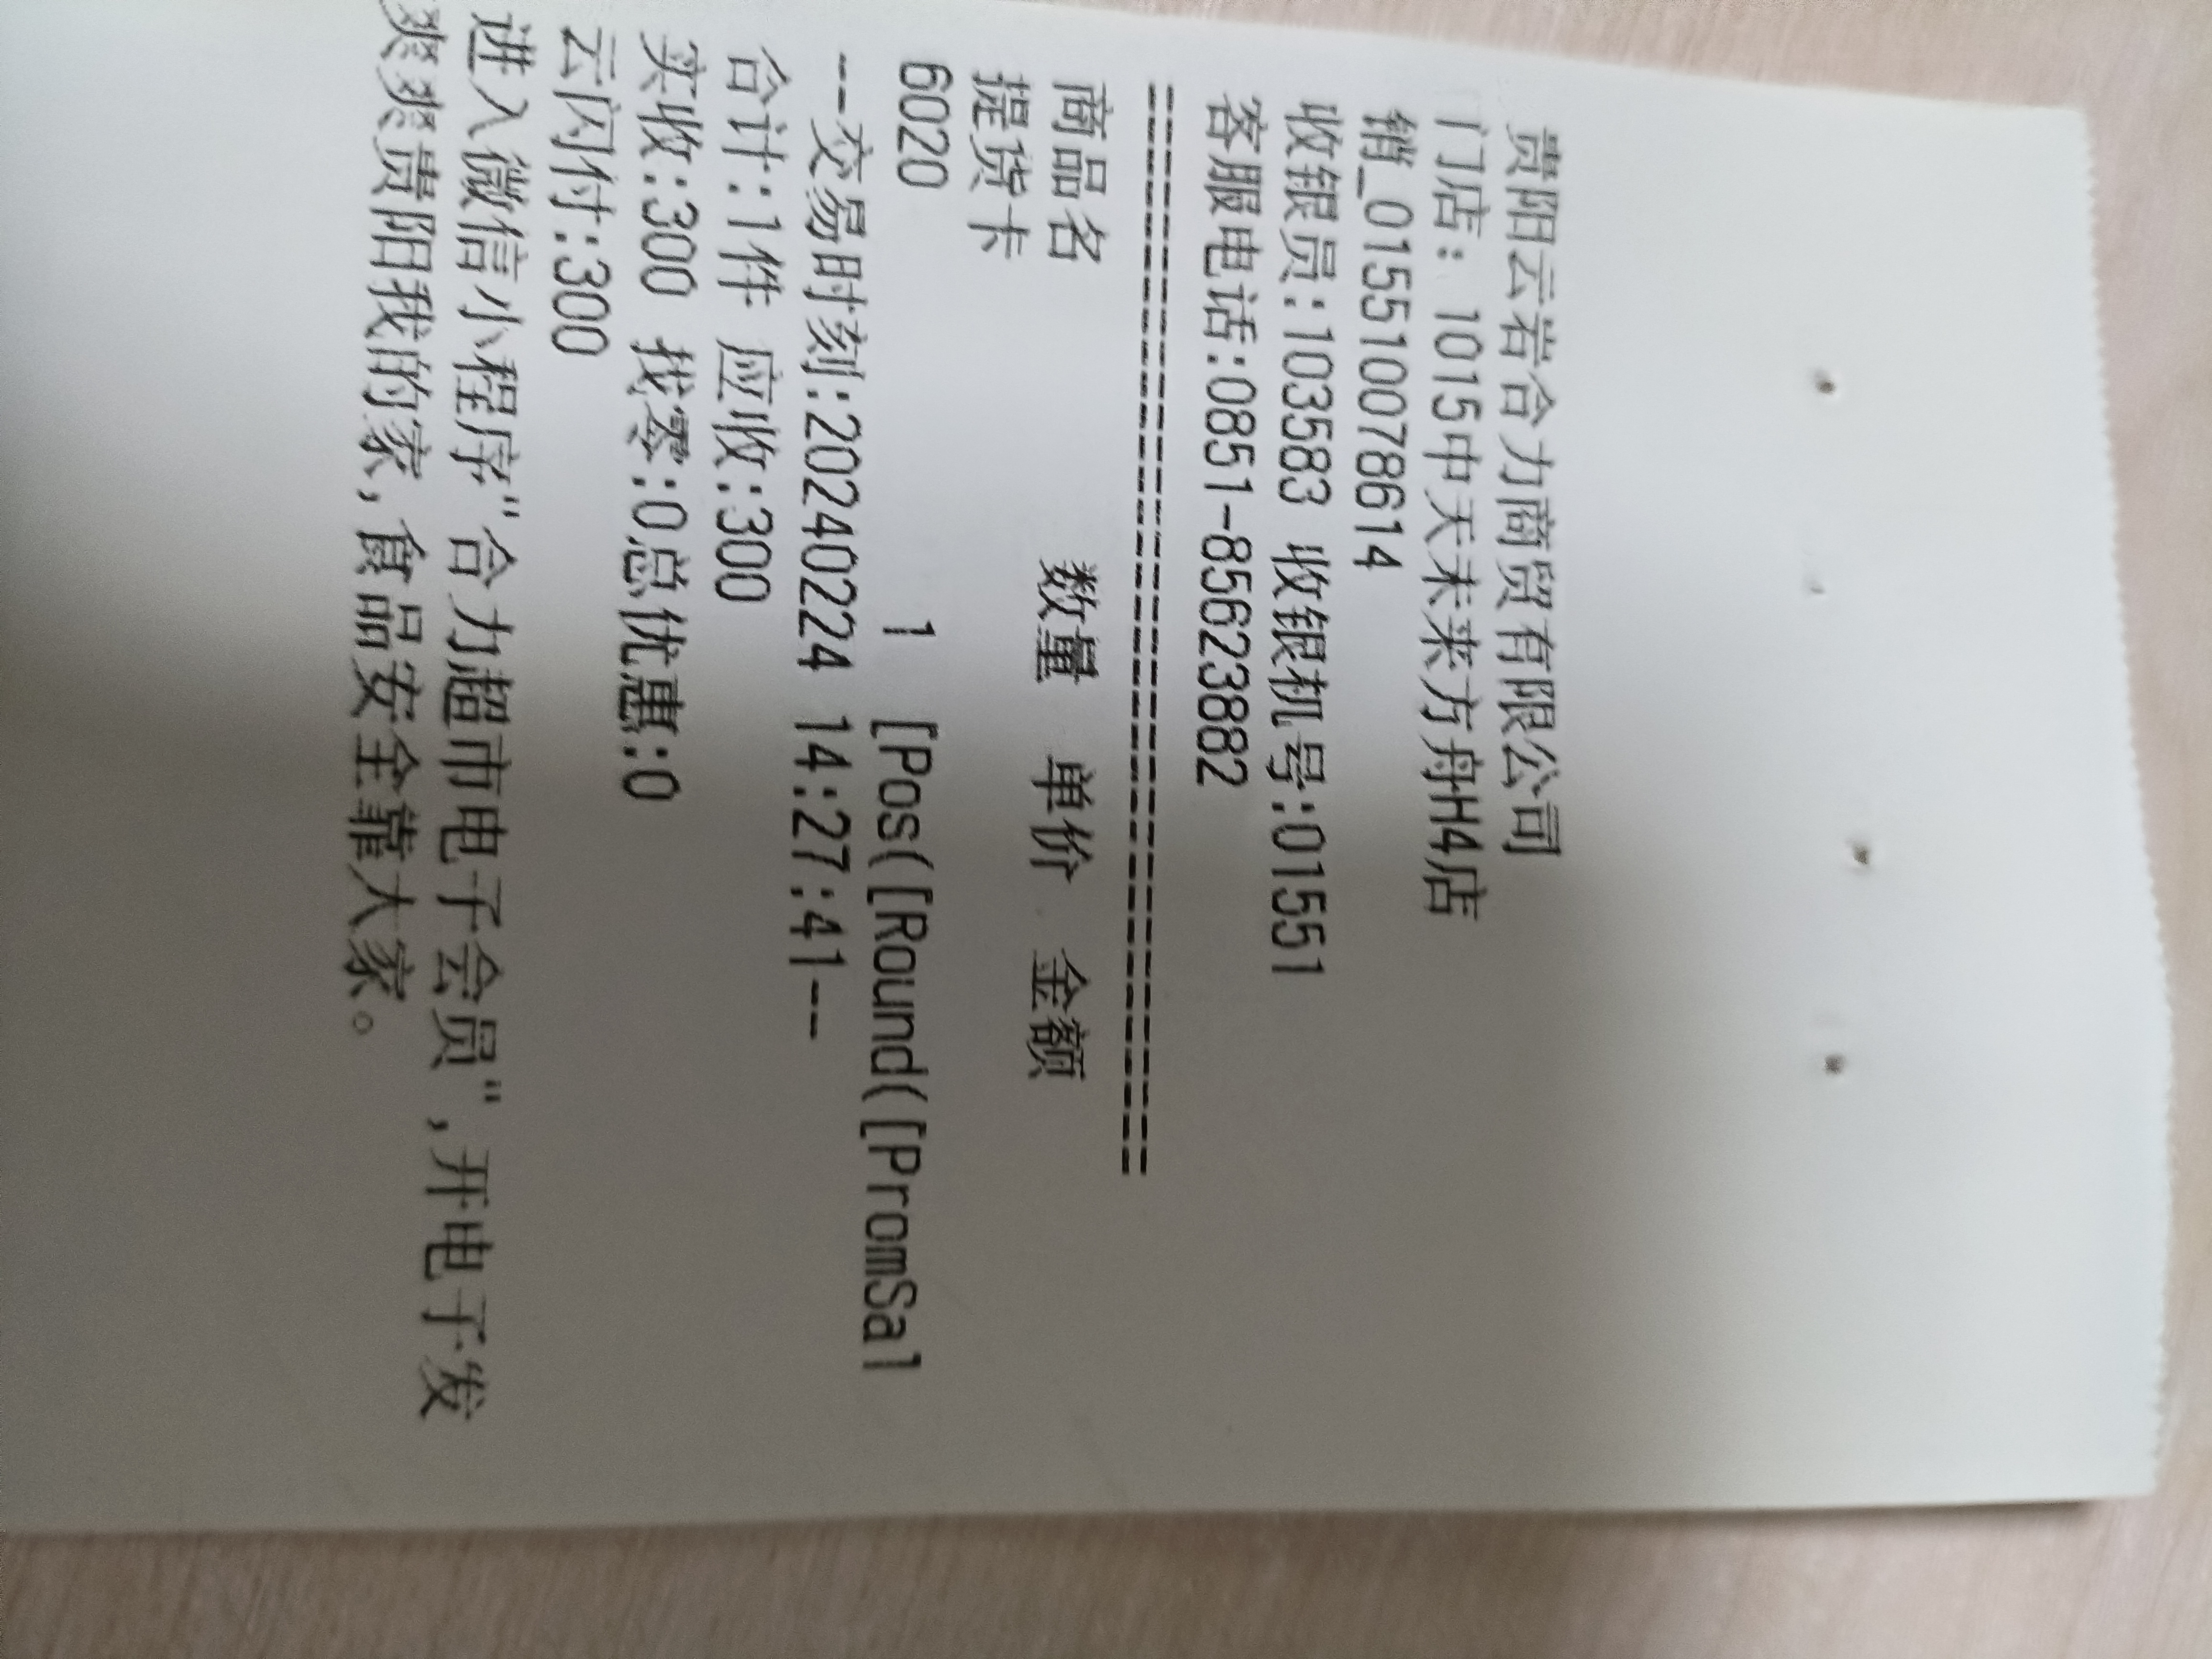 贵阳云岩合力商贸有限公司
门店: 1015中天未来方舟H4店
销_015510078614
收银员:103583 收银机号:01551
客服电话:0851-85623882
================================
商品名 数量 单价 金额
提货卡
6020 1 [Pos([Round([PromSal
--交易时刻:20240224 14:27:41--
合计:1件 应收:300
实收:300 找零:0总优惠:0
云闪付:300
进入微信小程序"合力超市电子会员",开电子发
爽爽贵阳我的家,食品安全靠大家。